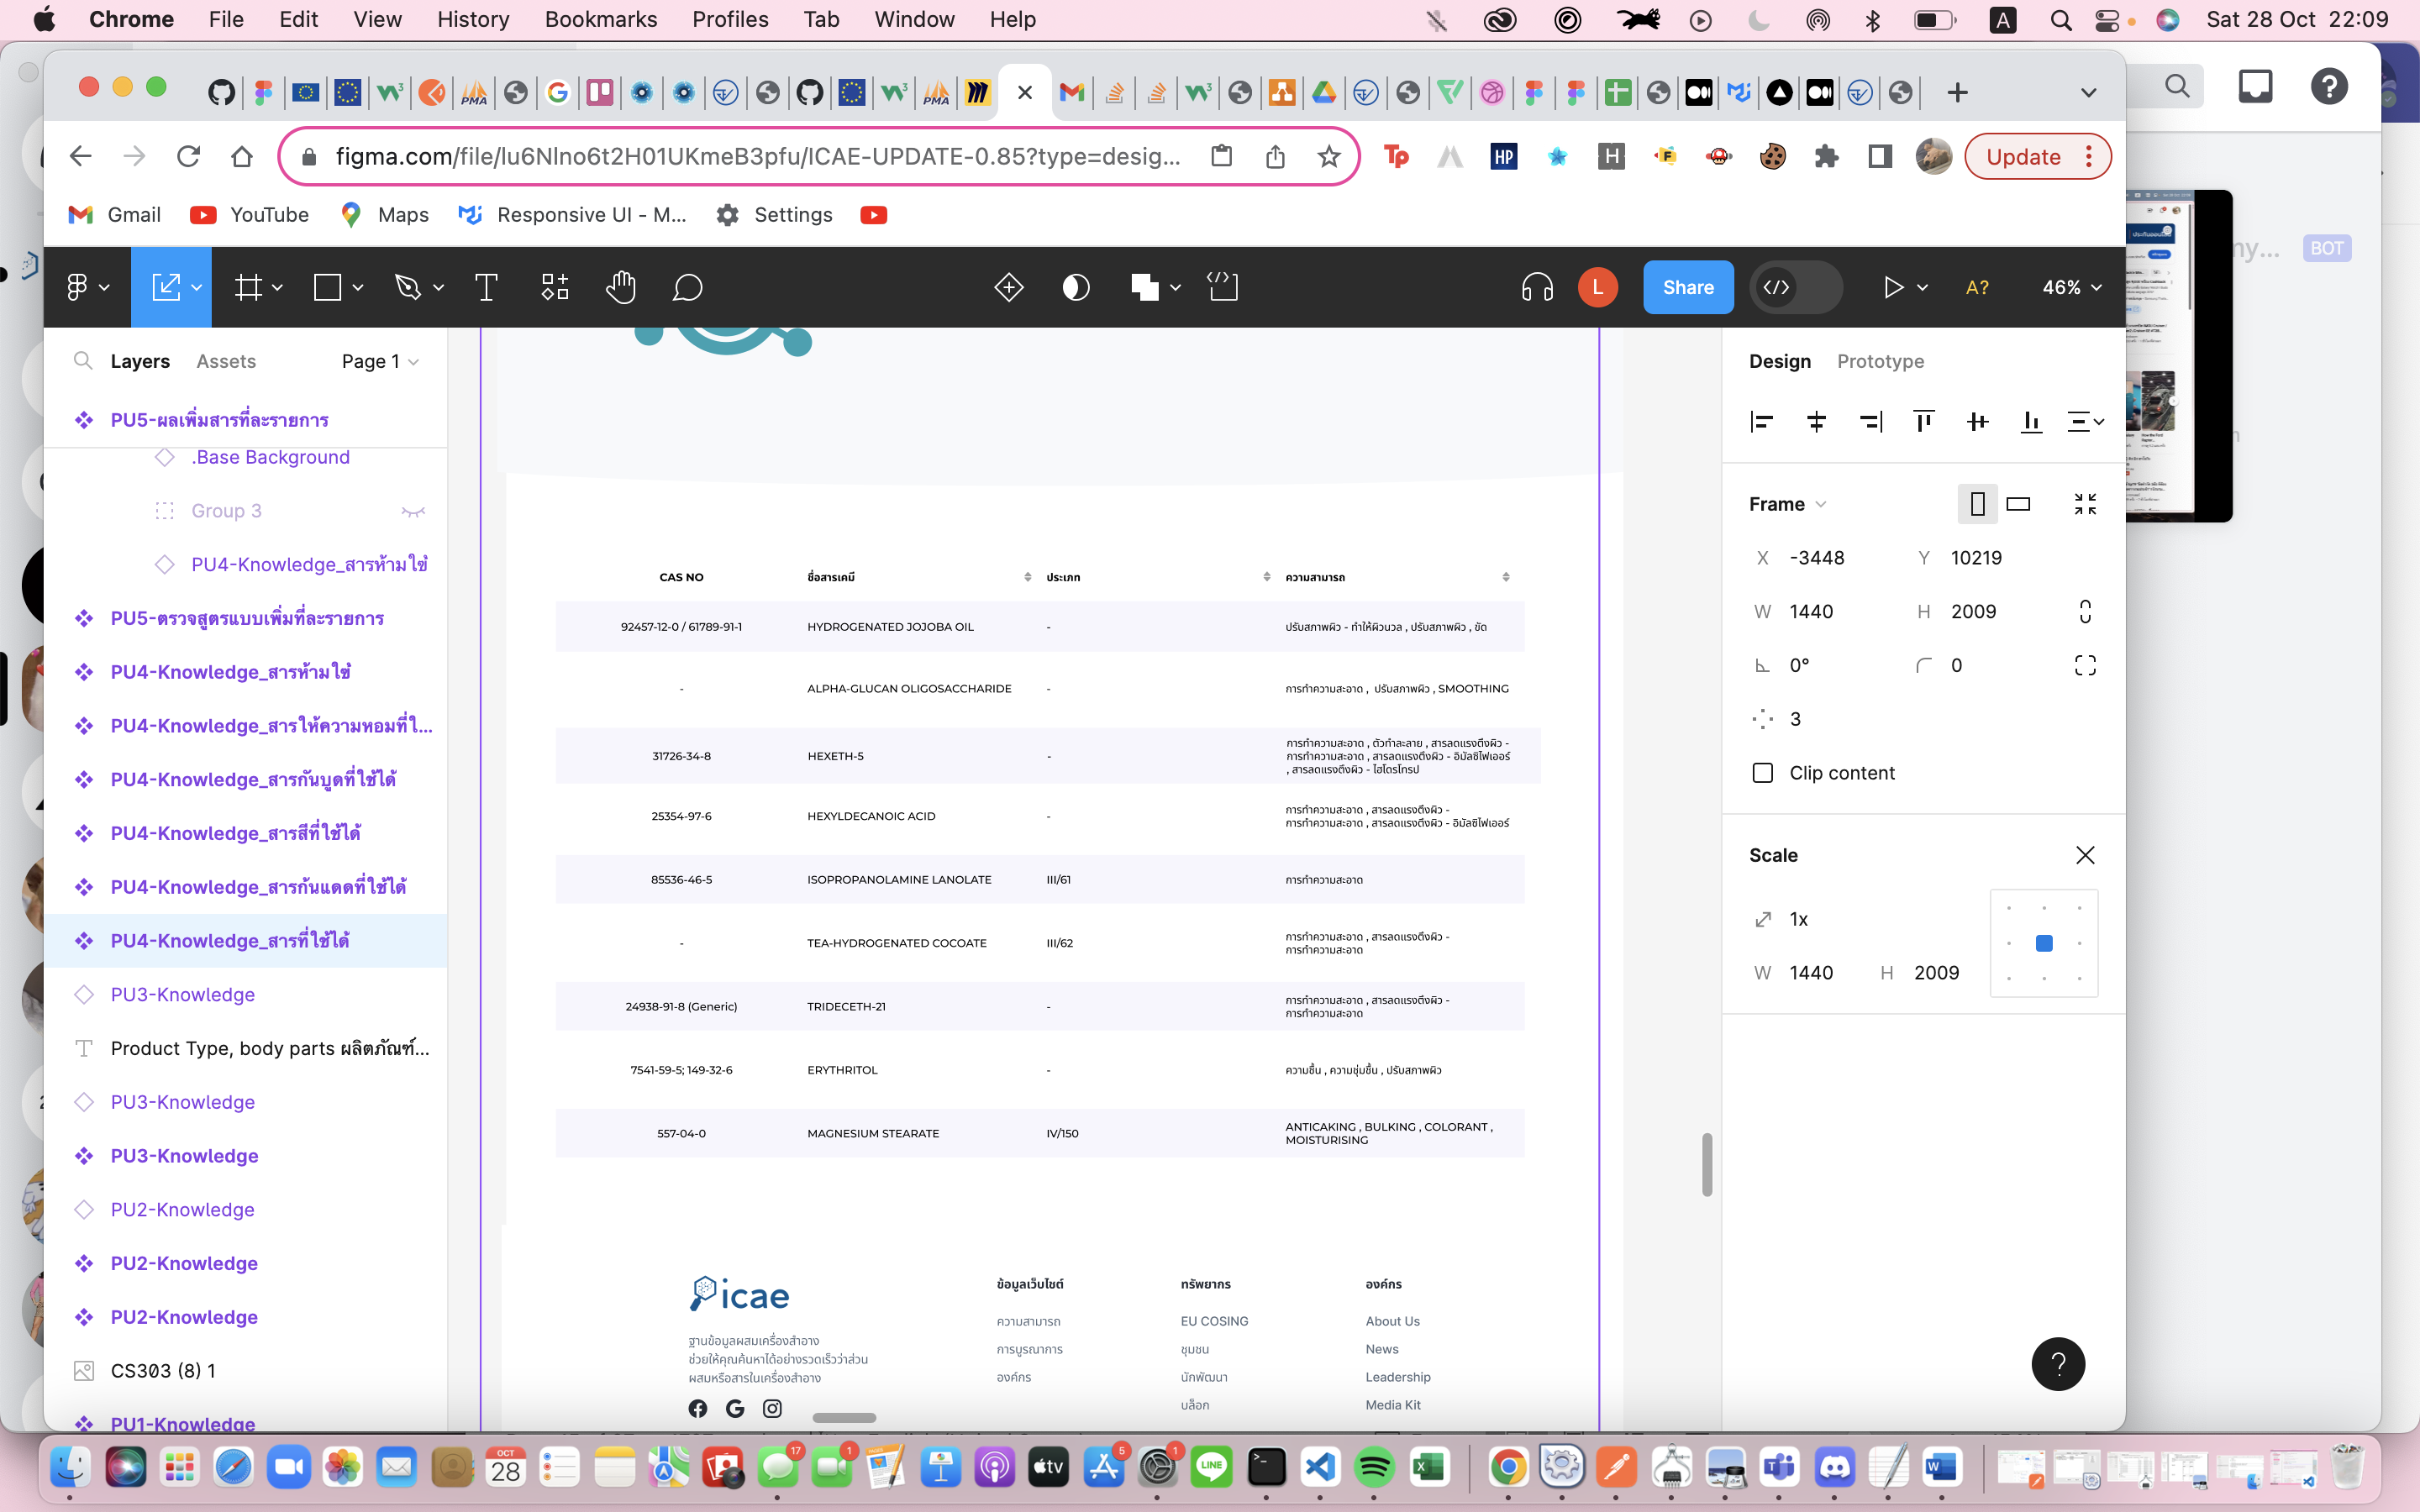 Chrome File Edit View History Bookmarks Profiles Tab Window Help
A
Sat 28 Oct 22:09
figma.com/file/lu6Nlno6t2H01UKmeB3pfu/ICAE-UPDATE-0.85?type=desig...
Update
Gmail YouTube Maps Responsive UI - M... Settings
BOT
L Share A? 46%
Layers Assets Page 1
PU5-ผลเพิ่มสารที่ละรายการ
.Base Background
Group 3
PU4-Knowledge_สารห้ามใช้
PU5-ตรวจสูตรแบบเพิ่มที่ละรายการ
PU4-Knowledge_สารห้ามใช้
PU4-Knowledge_สารให้ความหอมที่ใ...
PU4-Knowledge_สารกันบูดที่ใช้ได้
PU4-Knowledge_สารสีที่ใช้ได้
PU4-Knowledge_สารกันแดดที่ใช้ได้
PU4-Knowledge_สารที่ใช้ได้
PU3-Knowledge
Product Type, body parts ผลิตภัณฑ์...
PU3-Knowledge
PU3-Knowledge
PU2-Knowledge
PU2-Knowledge
PU2-Knowledge
CS303 (8) 1
PU1-Knowledge
CAS NO ชื่อสารเคมี ประเภท ความสามารถ
92457-12-0 / 61789-91-1 HYDROGENATED JOJOBA OIL - ปรับสภาพผิว - ทำให้ผิวนวล , ปรับสภาพผิว , ขัด
- ALPHA-GLUCAN OLIGOSACCHARIDE - การทำความสะอาด , ปรับสภาพผิว , SMOOTHING
31726-34-8 HEXETH-5 - การทำความสะอาด , ตัวทำละลาย , สารลดแรงตึงผิว -
การทำความสะอาด , สารลดแรงตึงผิว - อิมัลซิไฟเออร์
, สารลดแรงตึงผิว - ไฮโดรโทรป
25354-97-6 HEXYLDECANOIC ACID - การทำความสะอาด , สารลดแรงตึงผิว -
การทำความสะอาด , สารลดแรงตึงผิว - อิมัลซิไฟเออร์
85536-46-5 ISOPROPANOLAMINE LANOLATE III/61 การทำความสะอาด
- TEA-HYDROGENATED COCOATE III/62 การทำความสะอาด , สารลดแรงตึงผิว -
การทำความสะอาด
24938-91-8 (Generic) TRIDECETH-21 - การทำความสะอาด , สารลดแรงตึงผิว -
การทำความสะอาด
7541-59-5; 149-32-6 ERYTHRITOL - ความชื้น , ความชุ่มชื้น , ปรับสภาพผิว
557-04-0 MAGNESIUM STEARATE IV/150 ANTICAKING , BULKING , COLORANT ,
MOISTURISING
icae
ฐานข้อมูลผสมเครื่องสำอาง
ช่วยให้คุณค้นหาได้อย่างรวดเร็วว่าส่วน
ผสมหรือสารในเครื่องสำอาง
ข้อมูลเว็บไซต์
ความสามารถ
การบูรณาการ
องค์กร
ทรัพยากร
EU COSING
ชุมชน
นักพัฒนา
บล็อก
องค์กร
About Us
News
Leadership
Media Kit
Design Prototype
Frame
X -3448 Y 10219
W 1440 H 2009
0° 0
3
Clip content
Scale
1x
W 1440 H 2009
?
OCT
28
17
1
tv
5
1
LINE